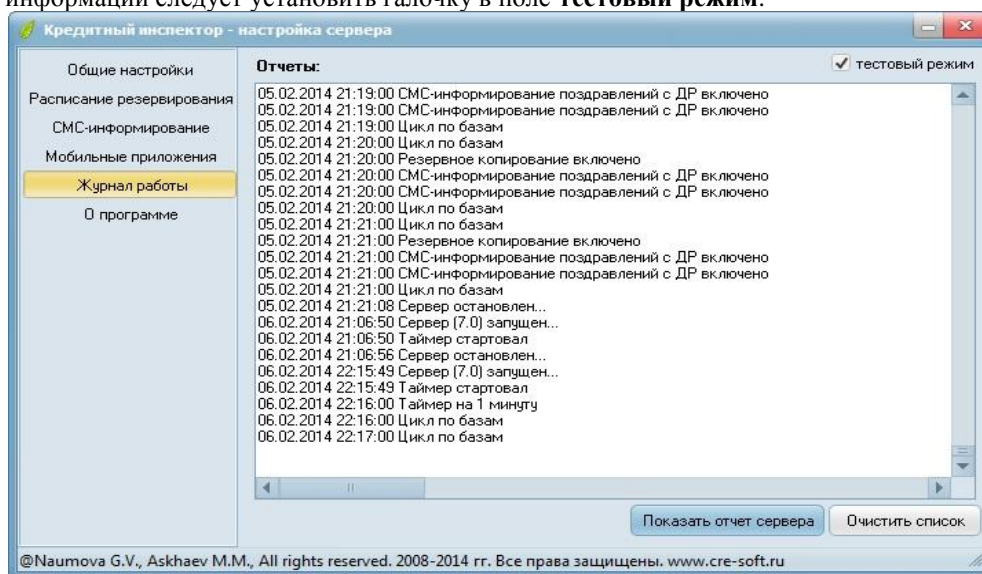 информации следует установить галочку в поле тестовый режим.
Кредитный инспектор - настройка сервера
Общие настройки
Расписание резервирования
СМС-информирование
Мобильные приложения
Журнал работы
О программе
Отчеты:
тестовый режим
05.02.2014 21:19:00 СМС-информирование поздравлений с ДР включено
05.02.2014 21:19:00 СМС-информирование поздравлений с ДР включено
05.02.2014 21:19:00 Цикл по базам
05.02.2014 21:20:00 Цикл по базам
05.02.2014 21:20:00 Резервное копирование включено
05.02.2014 21:20:00 СМС-информирование поздравлений с ДР включено
05.02.2014 21:20:00 СМС-информирование поздравлений с ДР включено
05.02.2014 21:20:00 Цикл по базам
05.02.2014 21:21:00 Цикл по базам
05.02.2014 21:21:00 Резервное копирование включено
05.02.2014 21:21:00 СМС-информирование поздравлений с ДР включено
05.02.2014 21:21:00 СМС-информирование поздравлений с ДР включено
05.02.2014 21:21:00 Цикл по базам
05.02.2014 21:21:08 Сервер остановлен...
06.02.2014 21:06:50 Сервер (7.0) запущен...
06.02.2014 21:06:50 Таймер стартовал
06.02.2014 21:06:56 Сервер остановлен...
06.02.2014 22:15:49 Сервер (7.0) запущен...
06.02.2014 22:15:49 Таймер стартовал
06.02.2014 22:16:00 Таймер на 1 минуту
06.02.2014 22:16:00 Цикл по базам
06.02.2014 22:17:00 Цикл по базам
Показать отчет сервера
Очистить список
@Naumova G.V., Askhaev M.M., All rights reserved. 2008-2014 гг. Все права защищены. www.cre-soft.ru